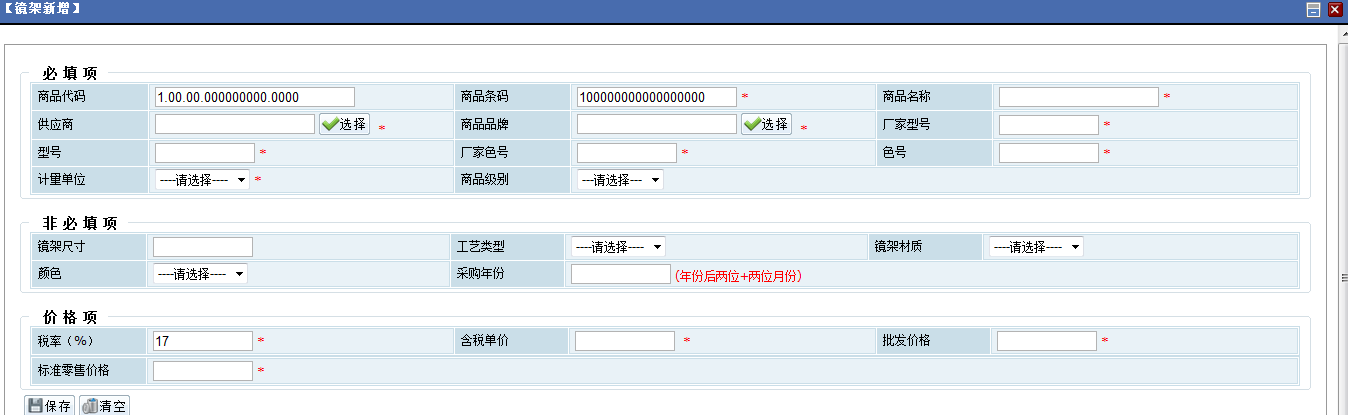 【镜架新增】
必填项
商品代码 1.00.00.000000000.0000 商品条码 100000000000000000 * 商品名称 *
供应商 选择 * 商品品牌 选择 * 厂家型号 *
型号 * 厂家色号 * 色号 *
计量单位 ----请选择---- * 商品级别 ---请选择---
非必填项
镜架尺寸 工艺类型 ----请选择---- 镜架材质 ----请选择----
颜色 ----请选择---- 采购年份 (年份后两位+两位月份)
价格项
税率（%） 17 * 含税单价 * 批发价格 *
标准零售价格 *
保存 清空